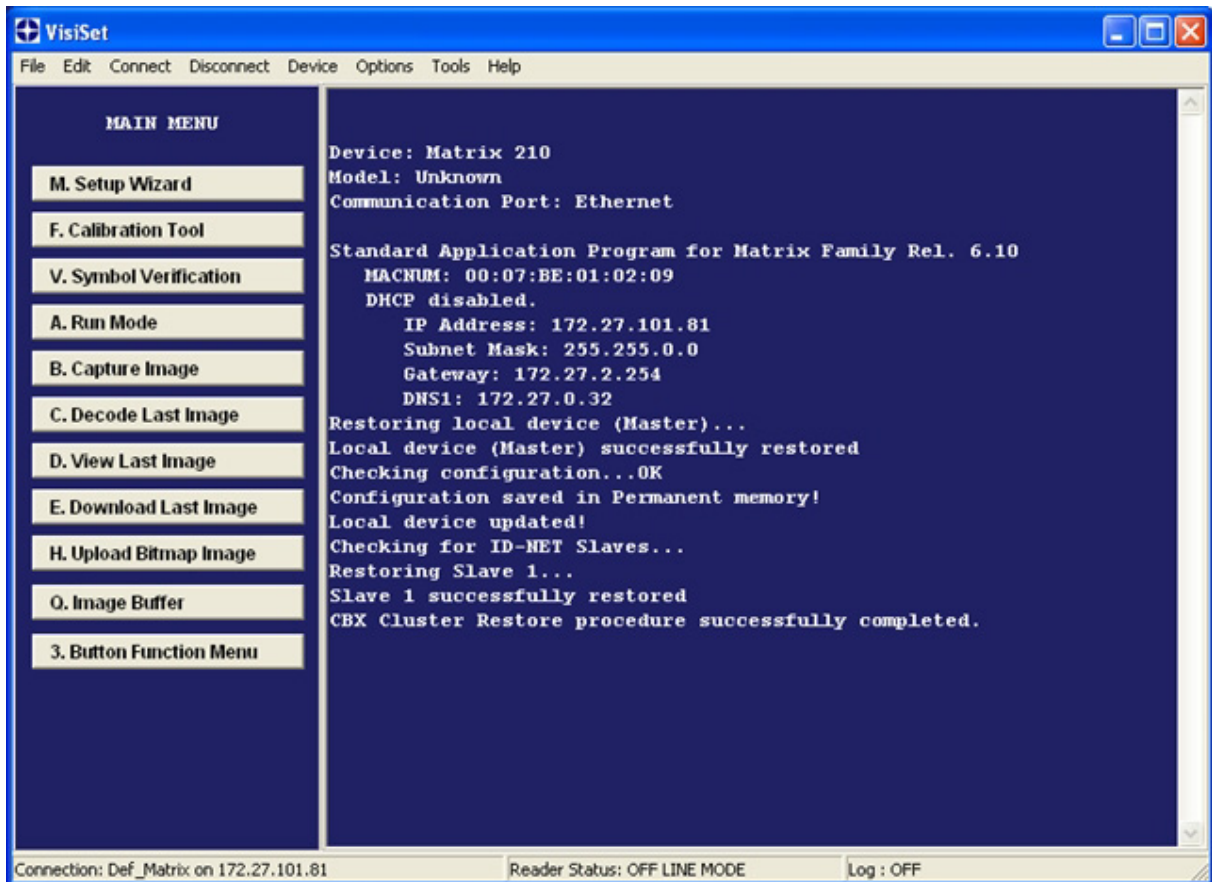 VisiSet
File Edit Connect Disconnect Device Options Tools Help
MAIN MENU
M. Setup Wizard
F. Calibration Tool
V. Symbol Verification
A. Run Mode
B. Capture Image
C. Decode Last Image
D. View Last Image
E. Download Last Image
H. Upload Bitmap Image
Q. Image Buffer
3. Button Function Menu
Device: Matrix 210
Model: Unknown
Communication Port: Ethernet
Standard Application Program for Matrix Family Rel. 6.10
MACNUM: 00:07:BE:01:02:09
DHCP disabled.
IP Address: 172.27.101.81
Subnet Mask: 255.255.0.0
Gateway: 172.27.2.254
DNS1: 172.27.0.32
Restoring local device (Master)...
Local device (Master) successfully restored
Checking configuration...OK
Configuration saved in Permanent memory!
Local device updated!
Checking for ID-NET Slaves...
Restoring Slave 1...
Slave 1 successfully restored
CBX Cluster Restore procedure successfully completed.
Connection: Def_Matrix on 172.27.101.81
Reader Status: OFF LINE MODE
Log : OFF